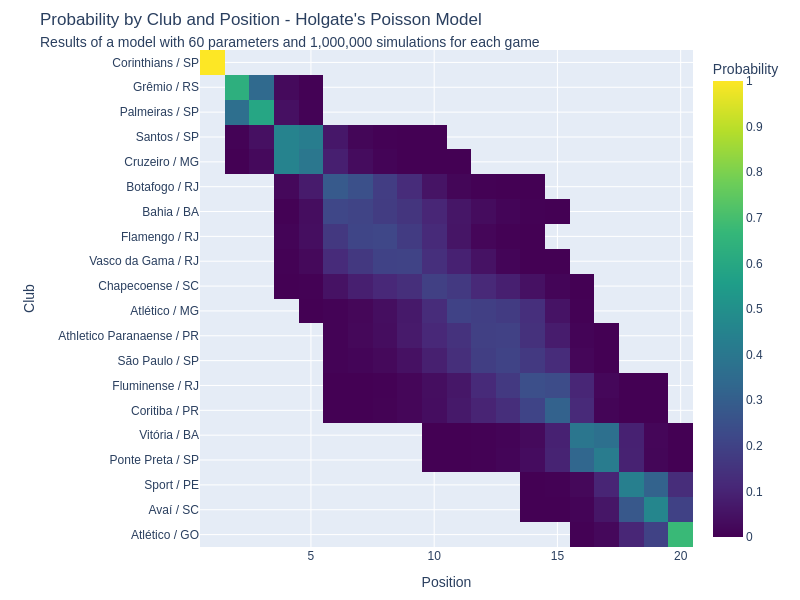 Probability by Club and Position - Holgate's Poisson Model
Results of a model with 60 parameters and 1,000,000 simulations for each game
Probability
Corinthians / SP
Grêmio / RS
Palmeiras / SP
Santos / SP
Cruzeiro / MG
Botafogo / RJ
Bahia / BA
Flamengo / RJ
Vasco da Gama / RJ
Chapecoense / SC
Atlético / MG
Athletico Paranaense / PR
São Paulo / SP
Fluminense / RJ
Coritiba / PR
Vitória / BA
Ponte Preta / SP
Sport / PE
Avaí / SC
Atlético / GO
Club
5
10
15
20
Position
1
0.9
0.8
0.7
0.6
0.5
0.4
0.3
0.2
0.1
0